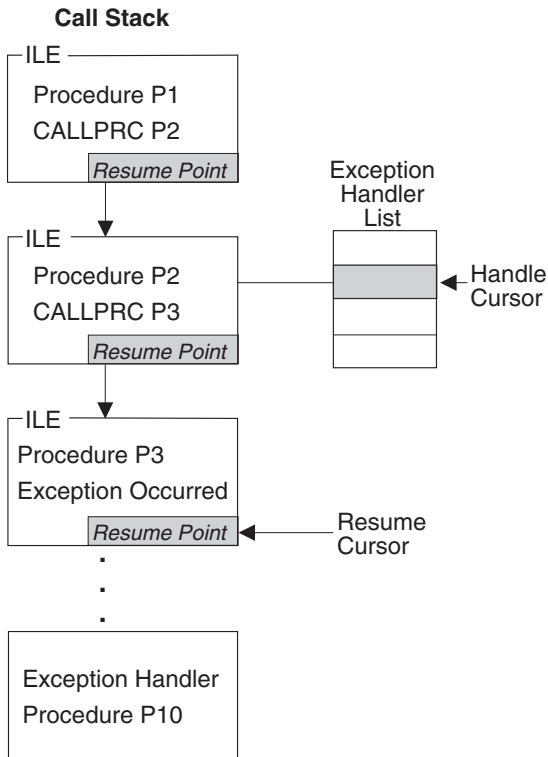 Call Stack
ILE
Procedure P1
CALLPRC P2
Resume Point
Exception
Handler
List
ILE
Procedure P2
CALLPRC P3
Resume Point
Handle
Cursor
ILE
Procedure P3
Exception Occurred
Resume Point
Resume
Cursor
Exception Handler
Procedure P10